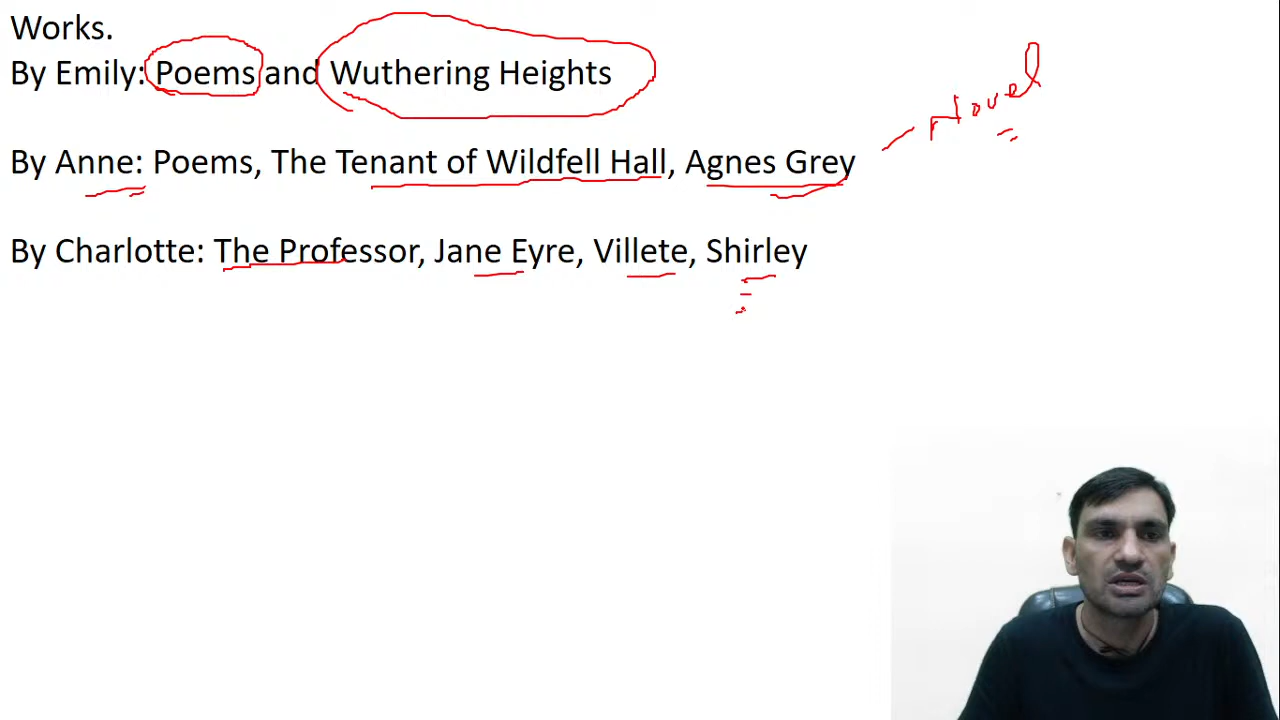 Works.
By Emily: Poems and Wuthering Heights
Novel
By Anne: Poems, The Tenant of Wildfell Hall, Agnes Grey
By Charlotte: The Professor, Jane Eyre, Villete, Shirley